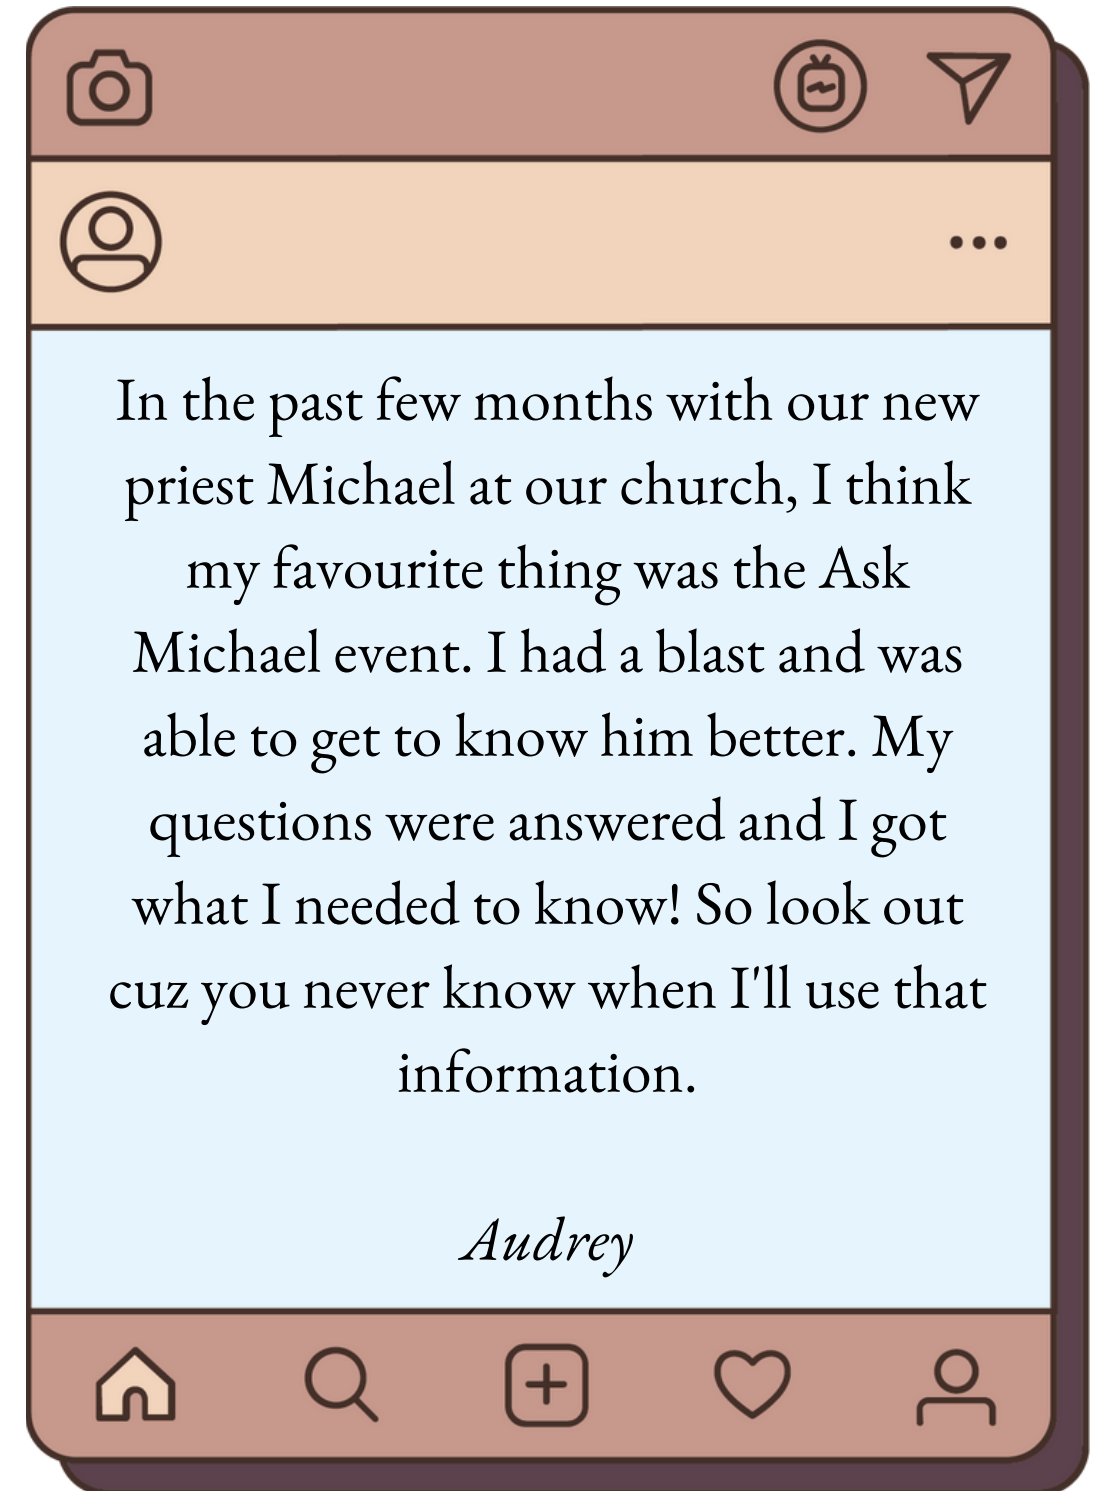 In the past few months with our new
priest Michael at our church, I think
my favourite thing was the Ask
Michael event. I had a blast and was
able to get to know him better. My
questions were answered and I got
what I needed to know! So look out
cuz you never know when I'll use that
information.
Audrey